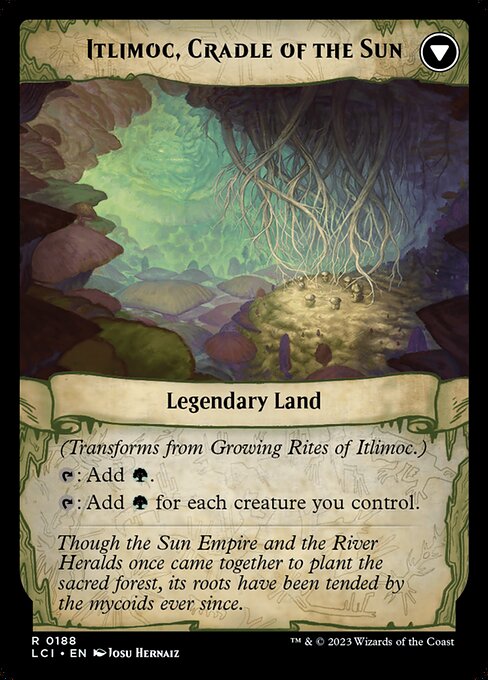 Itlimoc, Cradle of the Sun
Legendary Land
(Transforms from Growing Rites of Itlimoc.)
: Add .
: Add for each creature you control.
Though the Sun Empire and the River
Heralds once came together to plant the
sacred forest, its roots have been tended by
the mycoids ever since.
R 0188
LCI • EN Josu Hernaiz
™ & © 2023 Wizards of the Coast